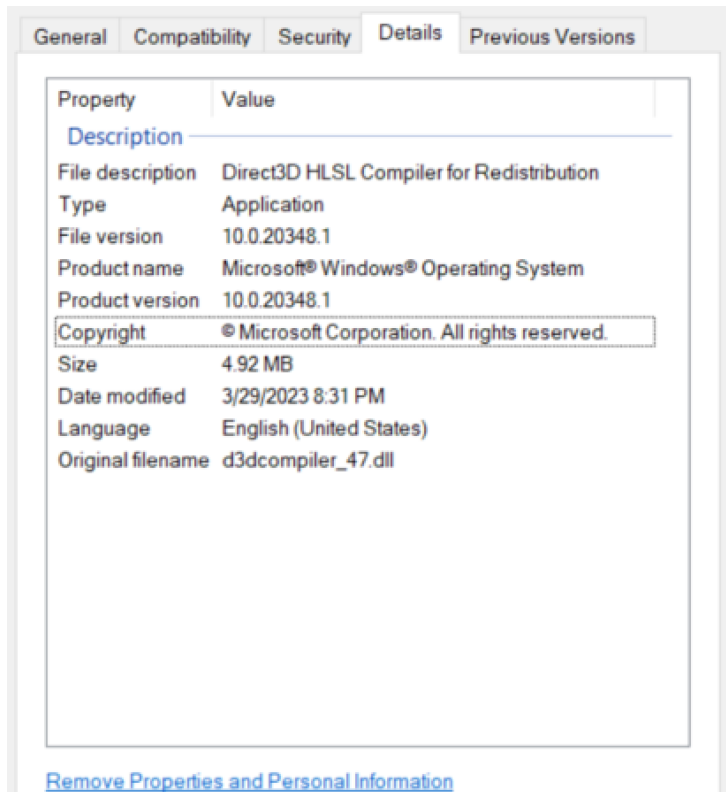 General Compatibility Security Details Previous Versions
Property Value
Description
File description Direct3D HLSL Compiler for Redistribution
Type Application
File version 10.0.20348.1
Product name Microsoft® Windows® Operating System
Product version 10.0.20348.1
Copyright © Microsoft Corporation. All rights reserved.
Size 4.92 MB
Date modified 3/29/2023 8:31 PM
Language English (United States)
Original filename d3dcompiler_47.dll
Remove Properties and Personal Information